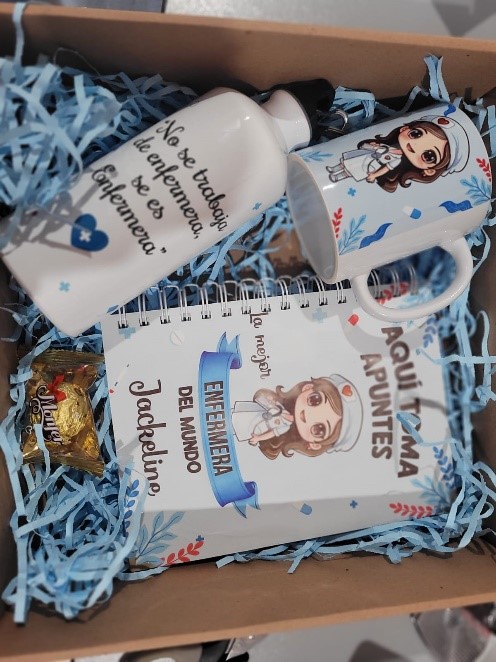 "No se trabaja
de enfermera,
se es
Enfermera"
AQUÍ TOMA
APUNTES
la mejor
ENFERMERA
DEL MUNDO
Jackeline